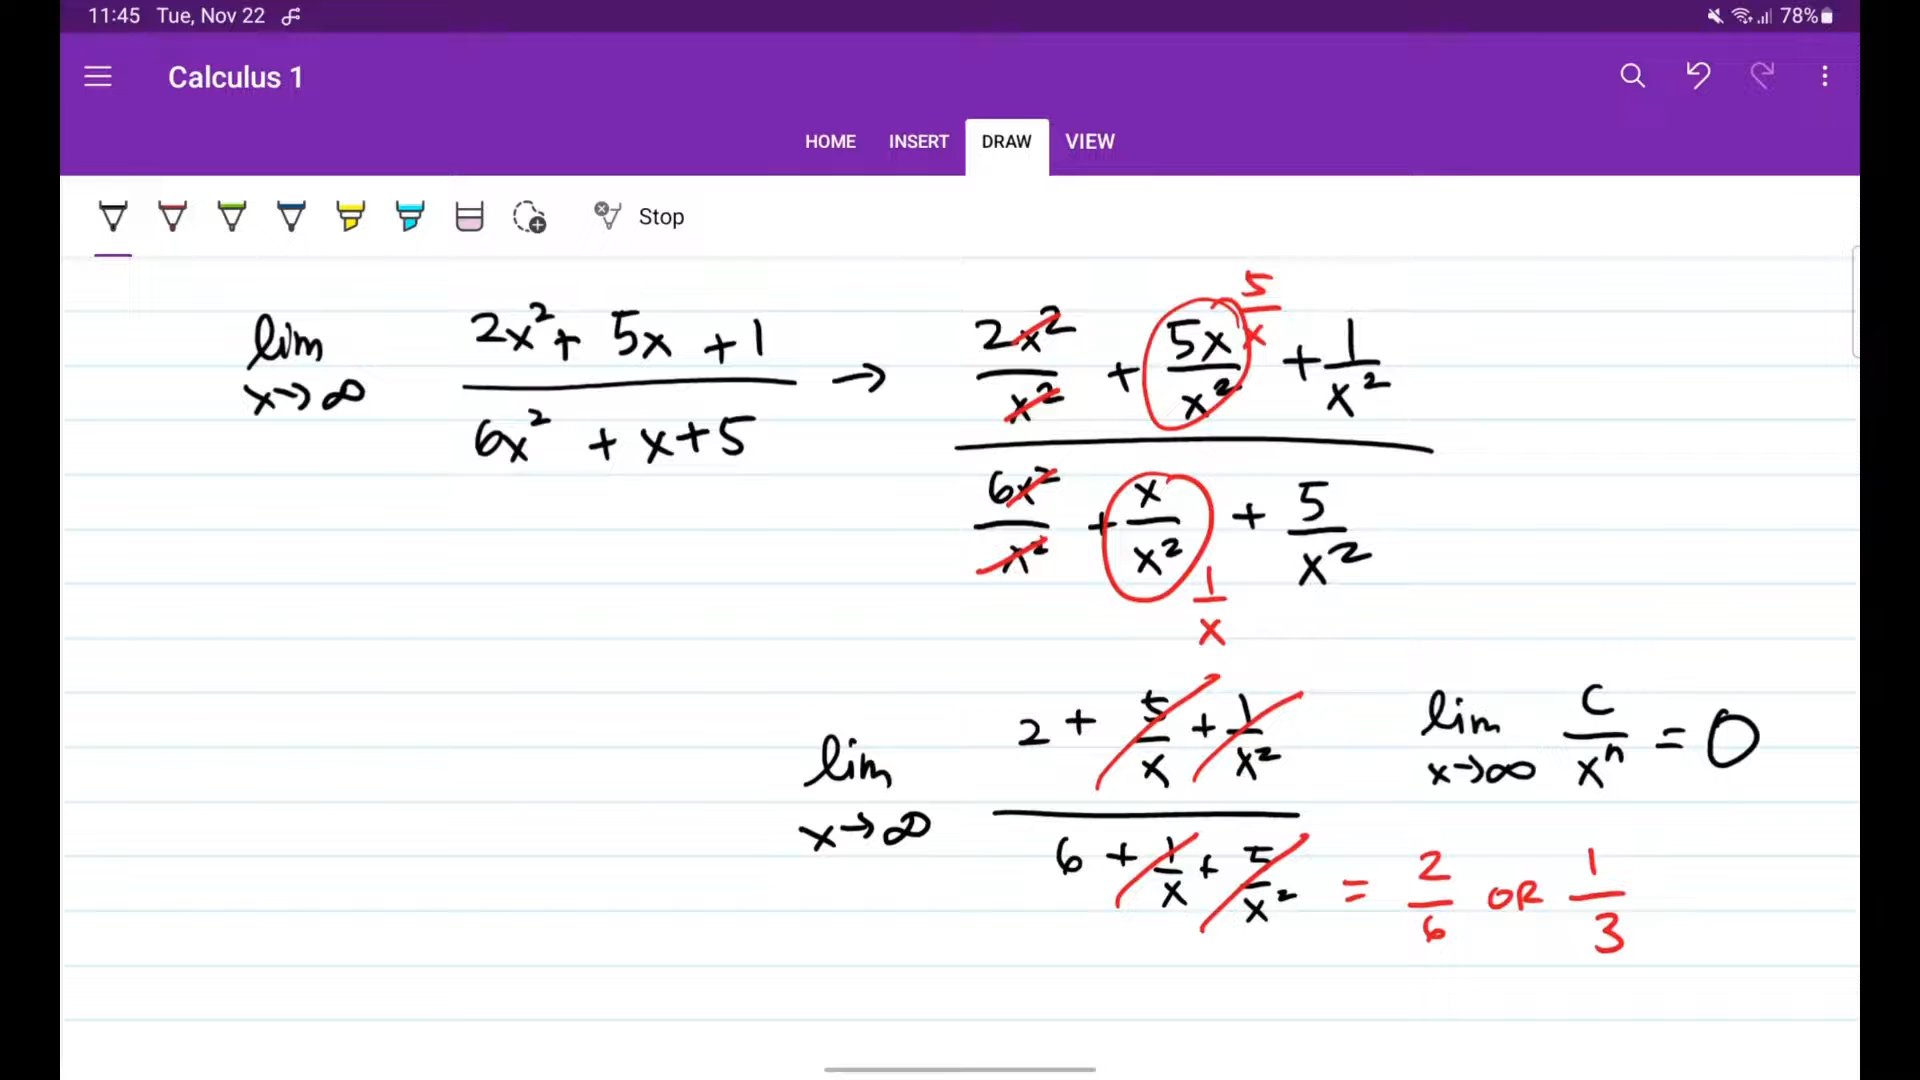 11:45 Tue, Nov 22 78%
Calculus 1
HOME INSERT DRAW VIEW
Stop
lim x→∞ (2x² + 5x + 1)/(6x² + x + 5) → (2x²/x² + 5x/x² + 1/x²)/(6x²/x² + x/x² + 5/x²)
5/x
1/x
lim x→∞ (2 + 5/x + 1/x²)/(6 + 1/x + 5/x²) = 2/6 OR 1/3
lim x→∞ C/xⁿ = 0